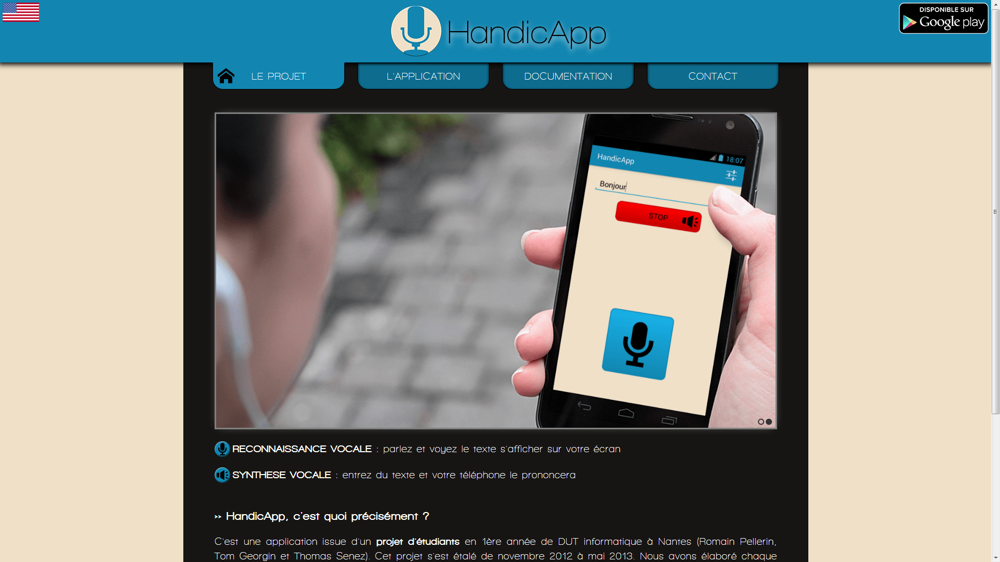 HandicApp
DISPONIBLE SUR
Google play
LE PROJET
L'APPLICATION
DOCUMENTATION
CONTACT
18:07
HandicApp
Bonjour
STOP
RECONNAISSANCE VOCALE : parlez et voyez le texte s'afficher sur votre écran
SYNTHESE VOCALE : entrez du texte et votre téléphone le prononcera
>> HandicApp, c'est quoi précisément ?
C'est une application issue d'un projet d'étudiants en 1ère année de DUT informatique à Nantes (Romain Pellerin,
Tom Georgin et Thomas Senez). Cet projet s'est étalé de novembre 2012 à mai 2013. Nous avons élaboré chaque